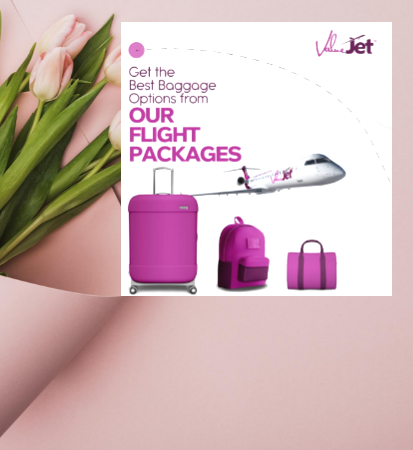 ValueJet
Get the
Best Baggage
Options from
OUR
FLIGHT
PACKAGES